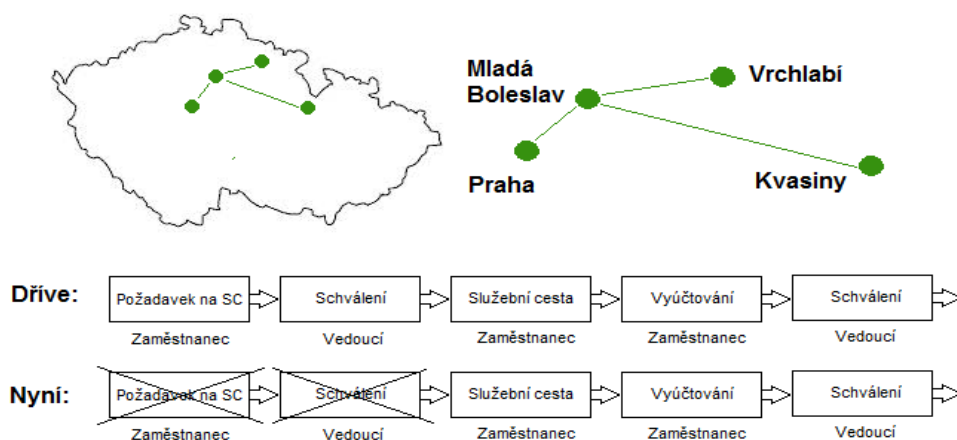 Mladá
Boleslav
Vrchlabí
Praha
Kvasiny
Dříve:
Požadavek na SC
Schválení
Služební cesta
Vyúčtování
Schválení
Zaměstnanec
Vedoucí
Zaměstnanec
Zaměstnanec
Vedoucí
Nyní:
Požadavek na SC
Schválení
Služební cesta
Vyúčtování
Schválení
Zaměstnanec
Vedoucí
Zaměstnanec
Zaměstnanec
Vedoucí